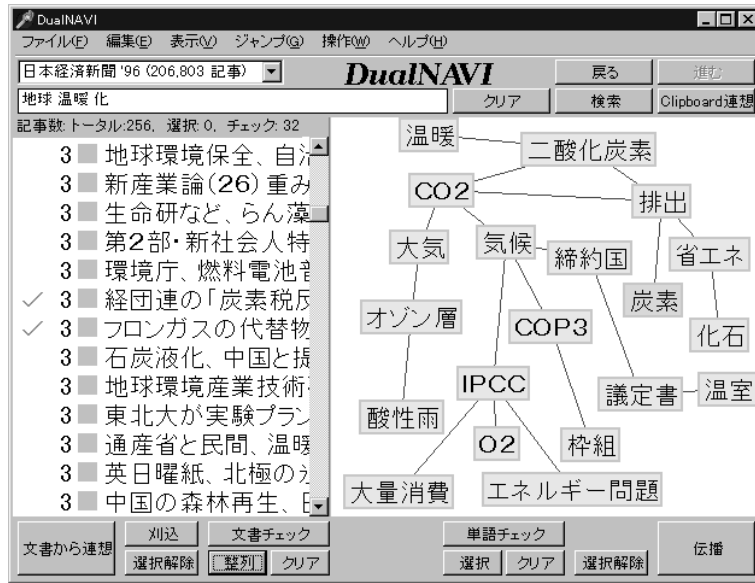 DualNAVI
ファイル(F) 編集(E) 表示(V) ジャンプ(G) 操作(W) ヘルプ(H)
日本経済新聞 '96 (206,803 記事)
DualNAVI
戻る
進む
地球 温暖 化
クリア
検索
Clipboard連想
記事数: トータル:256, 選択: 0, チェック: 32
3 地球環境保全、自
3 新産業論(26) 重み
3 生命研など、らん藻
3 第2部・新社会人特
3 環境庁、燃料電池
✓ 3 経団連の「炭素税反
✓ 3 フロンガスの代替物
3 石炭液化、中国と提
3 地球環境産業技術
3 東北大が実験プラン
3 通産省と民間、温暖
3 英日曜紙、北極の
3 中国の森林再生、
温暖
二酸化炭素
CO2
排出
大気
気候
締約国
省エネ
炭素
オゾン層
COP3
化石
IPCC
議定書
温室
酸性雨
O2
枠組
大量消費
エネルギー問題
文書から連想
刈込
文書チェック
選択解除
整列
クリア
単語チェック
選択
クリア
選択解除
伝播